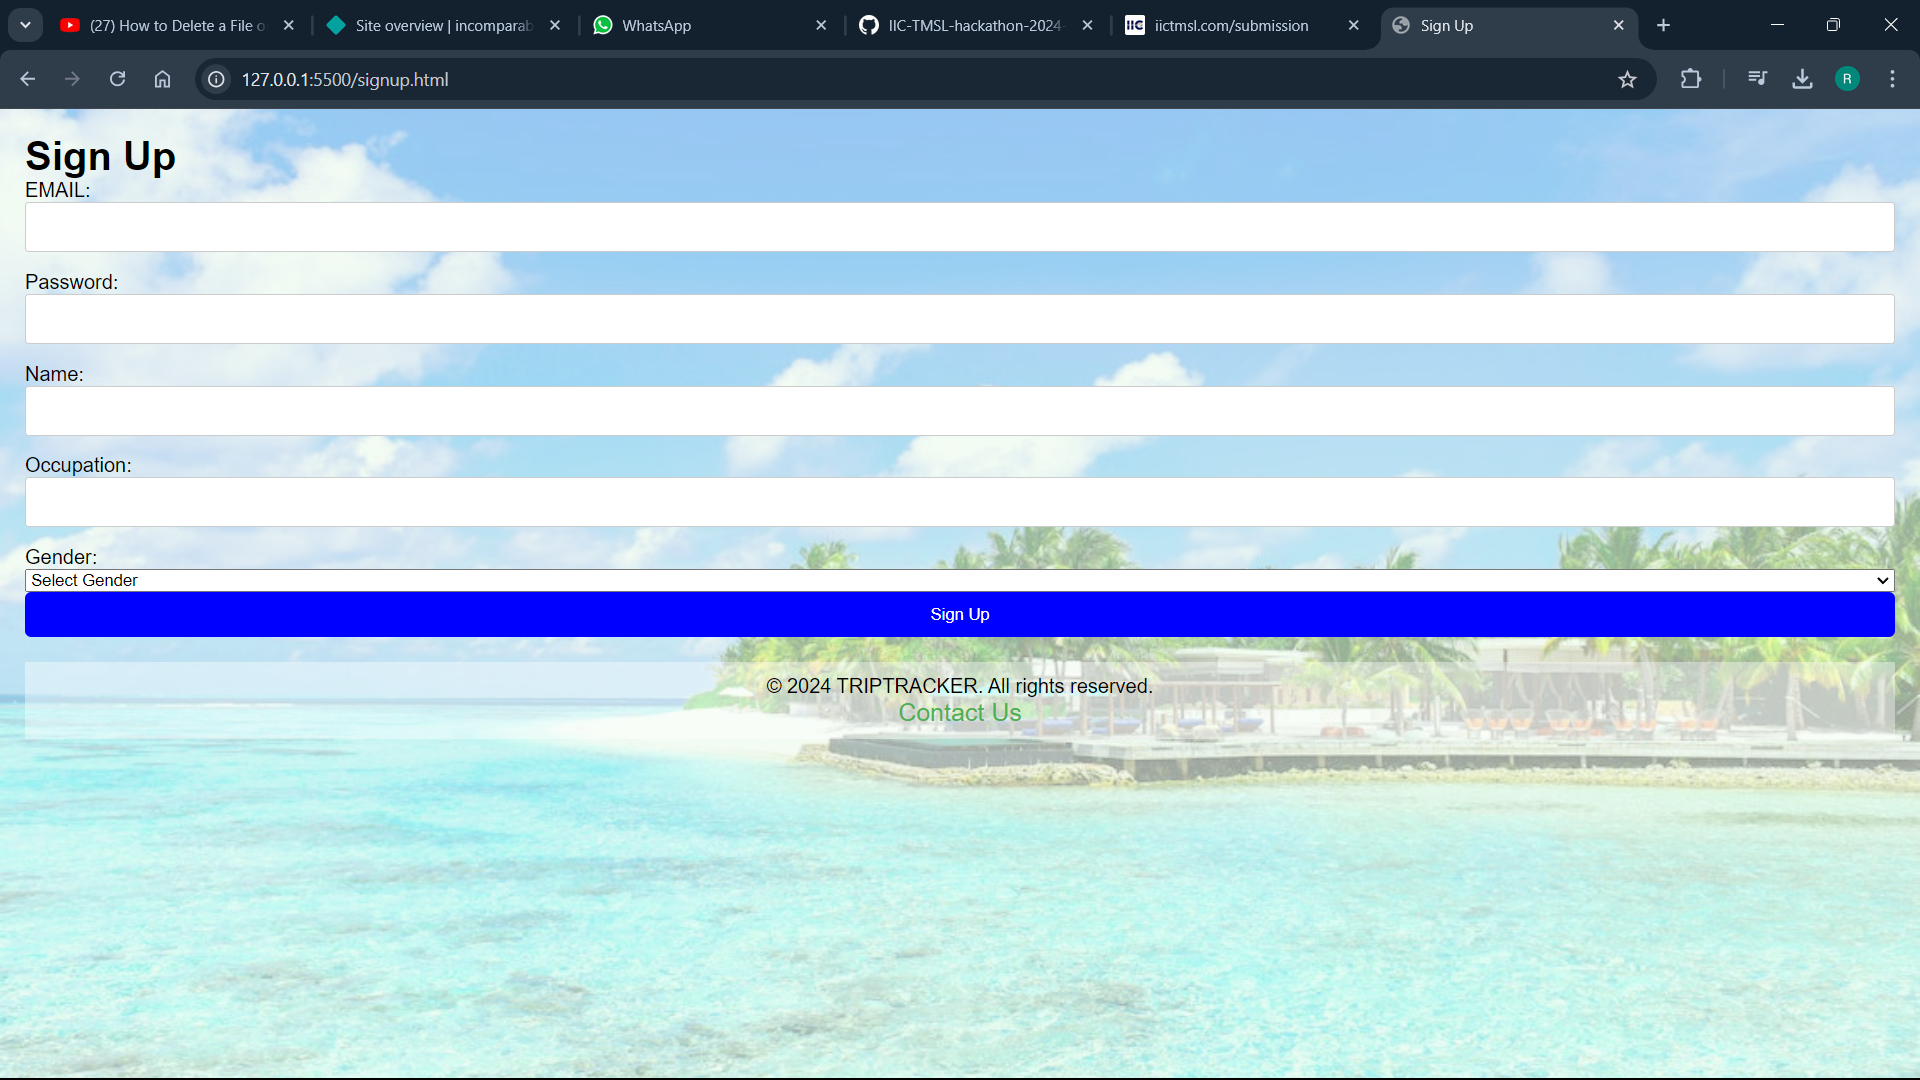 (27) How to Delete a File o
Site overview | incomparab
WhatsApp
IIC-TMSL-hackathon-2024-
IIC
iictmsl.com/submission
Sign Up
127.0.0.1:5500/signup.html
R
Sign Up
EMAIL:
Password:
Name:
Occupation:
Gender:
Select Gender
Sign Up
© 2024 TRIPTRACKER. All rights reserved.
Contact Us